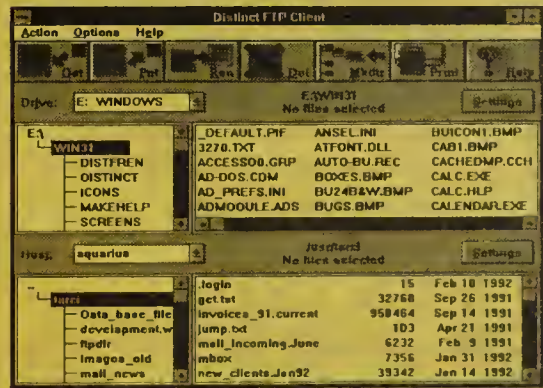 Distinct FTP Client
Action Options Help
Get Put Ren Del Mkdir Print Help
Drive: E: WINDOWS E:\WIN31 Settings
No files selected
E:\
WIN31
DISTFREN
DISTINCT
ICONS
MAKEHELP
SCREENS
_DEFAULT.PIF ANSEL.INI BUICON1.BMP
3270.TXT ATFONT.DLL CAB1.BMP
ACCESSO0.GRP AUTO-BU.REC CACHEDMP.CCH
AD-DOS.COM BOXES.BMP CALC.EXE
AD_PREFS.INI BU24B&W.BMP CALC.HLP
ADMODULE.ADS BUGS.BMP CALENDAR.EXE
Host: aquarius Settings
No files selected
..
Data_base_file
development.w
ftpdir
images_old
mail_news
.login 15 Feb 10 1992
get.txt 32768 Sep 26 1991
invoices_91.current 950464 Sep 14 1991
jump.txt 103 Apr 21 1991
mail_incoming.June 6232 Feb 9 1991
mbox 7356 Jan 31 1992
new_clients.Jan92 39342 Jan 14 1992